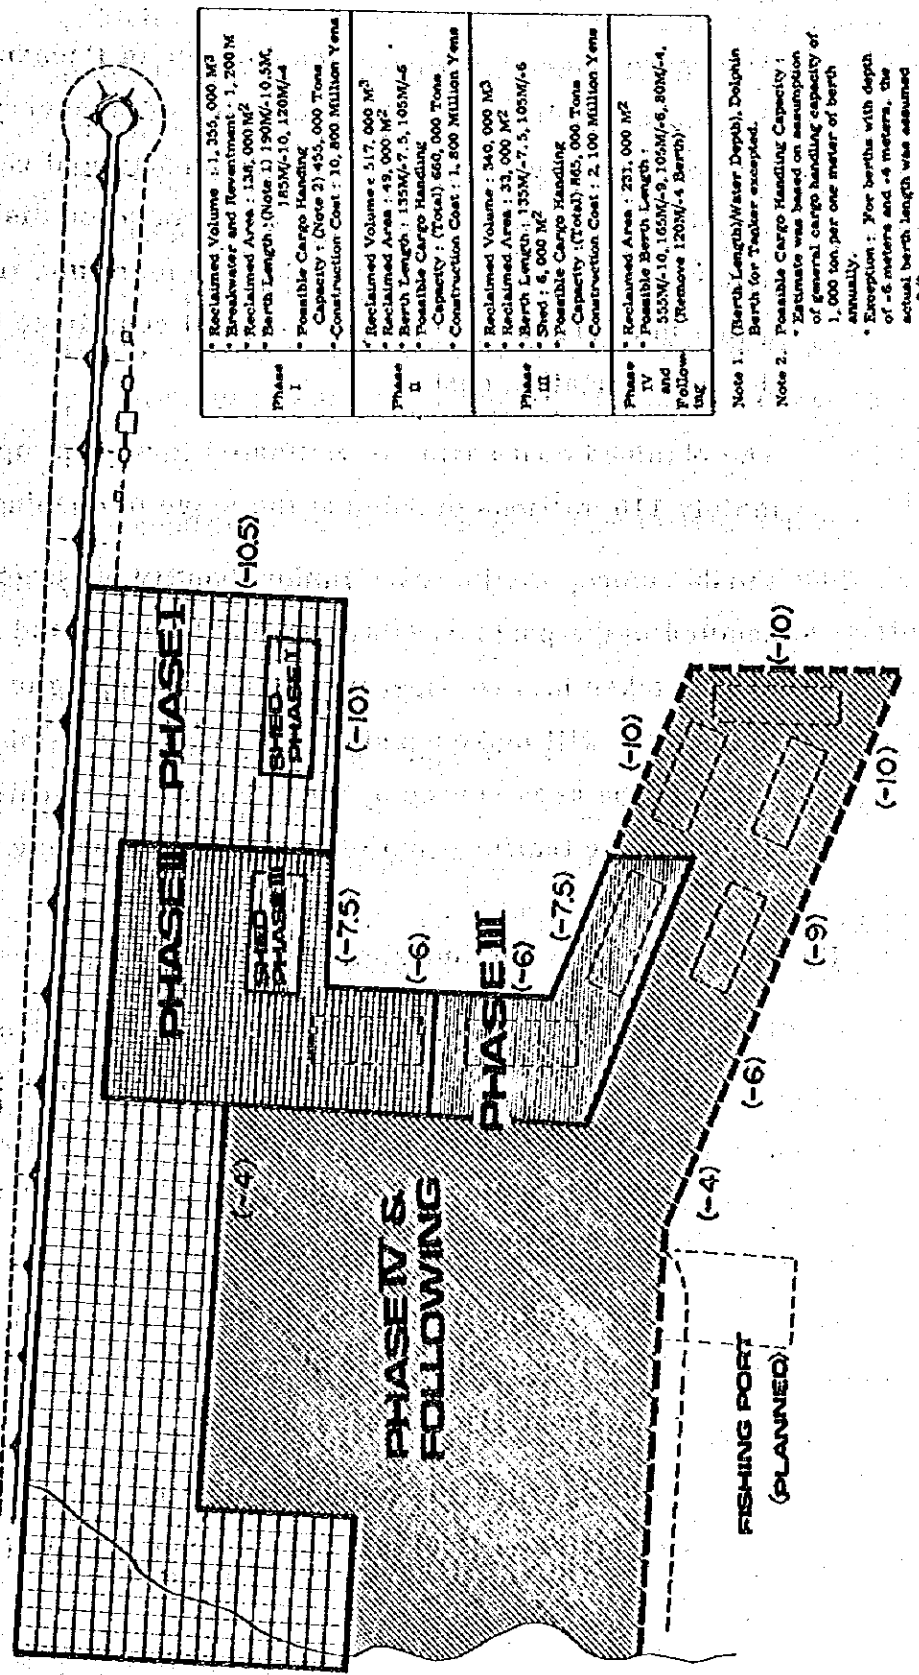 Phase
I
* Reclaimed Volume : 1, 355, 000 M3
* Breakwater and Revetment : 1, 200 M
* Reclaimed Area : 138, 000 M2
* Berth Length : (Note 1) 190M/-10.5M,
185M/-10, 120M/-4
* Possible Cargo Handing
Capacity : (Note 2) 455, 000 Tons
* Construction Cost : 10, 800 Million Yens
Phase
II
* Reclaimed Volume : 517, 000 M3
* Reclaimed Area : 49, 000 M2
* Berth Length : 135M/-7. 5, 105M/-6
* Possible Cargo Handling
Capacity : (Total) 660, 000 Tons
* Construction Cost : 1, 800 Million Yens
Phase
III
* Reclaimed Volume : 340, 000 M3
* Reclaimed Area : 33, 000 M2
* Berth Length : 135M/-7. 5, 105M/-6
* Shed : 6, 000 M2
* Possible Cargo Handling
Capacity : (Total) 865, 000 Tons
* Construction Cost : 2, 100 Million Yens
Phase
IV
and
Follow-
ing
* Reclaimed Area : 231, 000 M2
* Possible Berth Length :
555M/-10, 165M/-9, 105M/-6, 80M/-4,
(Remove 120M/-4 Berth)
Note 1. (Berth Length)/(Water Depth), Dolphin
Berth for Tanker excepted.
Note 2. Possible Cargo Handling Capacity :
* Estimate was based on assumption
of general cargo handling capacity of
1, 000 ton, per one meter of berth
annually.
* Exception : For berths with depth
of -6 meters and -4 meters, the
actual berth length was assumed
PHASE II PHASE I
SHED
PHASE II
SHED
PHASE I
(-10.5)
(-10)
(-7.5)
(-6)
PHASE III
(-6)
(-7.5)
(-10)
(-10)
(-10)
(-9)
(-6)
(-4)
(-4)
PHASE IV &
FOLLOWING
FISHING PORT
(PLANNED)